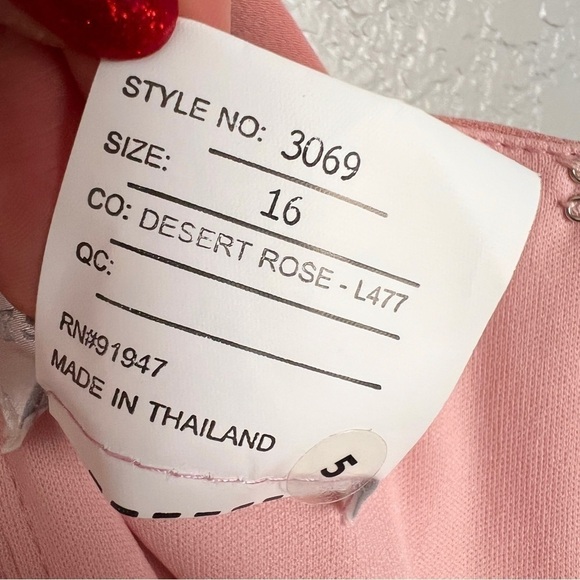 STYLE NO: 3069
SIZE: 16
CO: DESERT ROSE - L477
QC:
RN#91947
MADE IN THAILAND
5